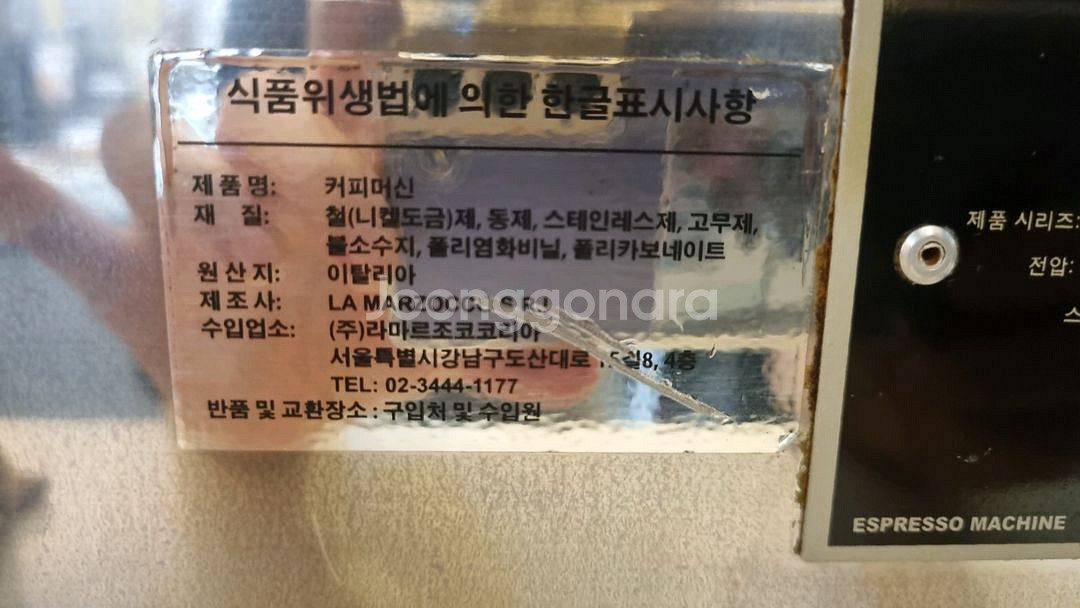 식품위생법에 의한 한글표시사항
제품명: 커피머신
재 질: 철(니켈도금)제, 동제, 스테인레스제, 고무제,
불소수지, 폴리염화비닐, 폴리카보네이트
원산지: 이탈리아
제조사: LA MARZOCCO S.R.L
수입업소: (주)라마르조코코리아
서울특별시강남구도산대로 8, 4층
TEL: 02-3444-1177
반품 및 교환장소 : 구입처 및 수입원
Joonggonara
제품 시리즈:
전압:
ESPRESSO MACHINE